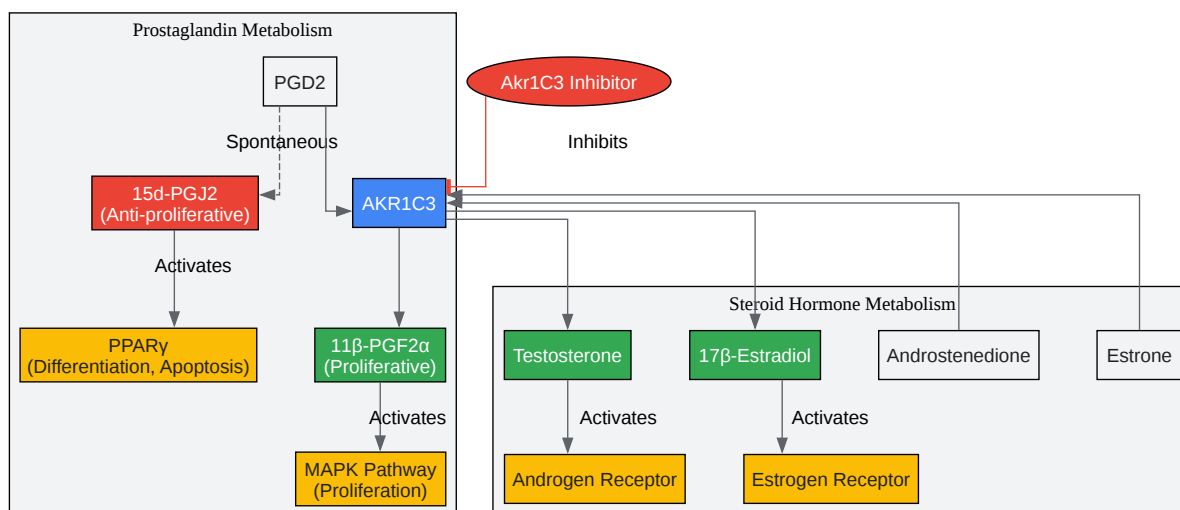 Prostaglandin Metabolism
PGD2
Akr1C3 Inhibitor
Spontaneous
Inhibits
15d-PGJ2
(Anti-proliferative)
AKR1C3
Activates
Steroid Hormone Metabolism
PPARγ
(Differentiation, Apoptosis)
11β-PGF2α
(Proliferative)
Testosterone
17β-Estradiol
Androstenedione
Estrone
Activates
Activates
Activates
MAPK Pathway
(Proliferation)
Androgen Receptor
Estrogen Receptor